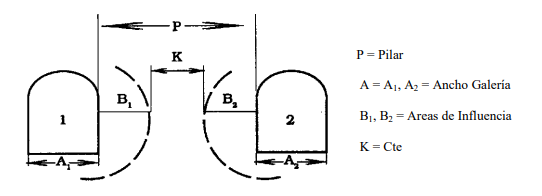 P
K
P = Pilar
A = A₁, A₂ = Ancho Galería
B₁
B₂
B₁, B₂ = Areas de Influencia
1
2
K = Cte
A₁
A₂